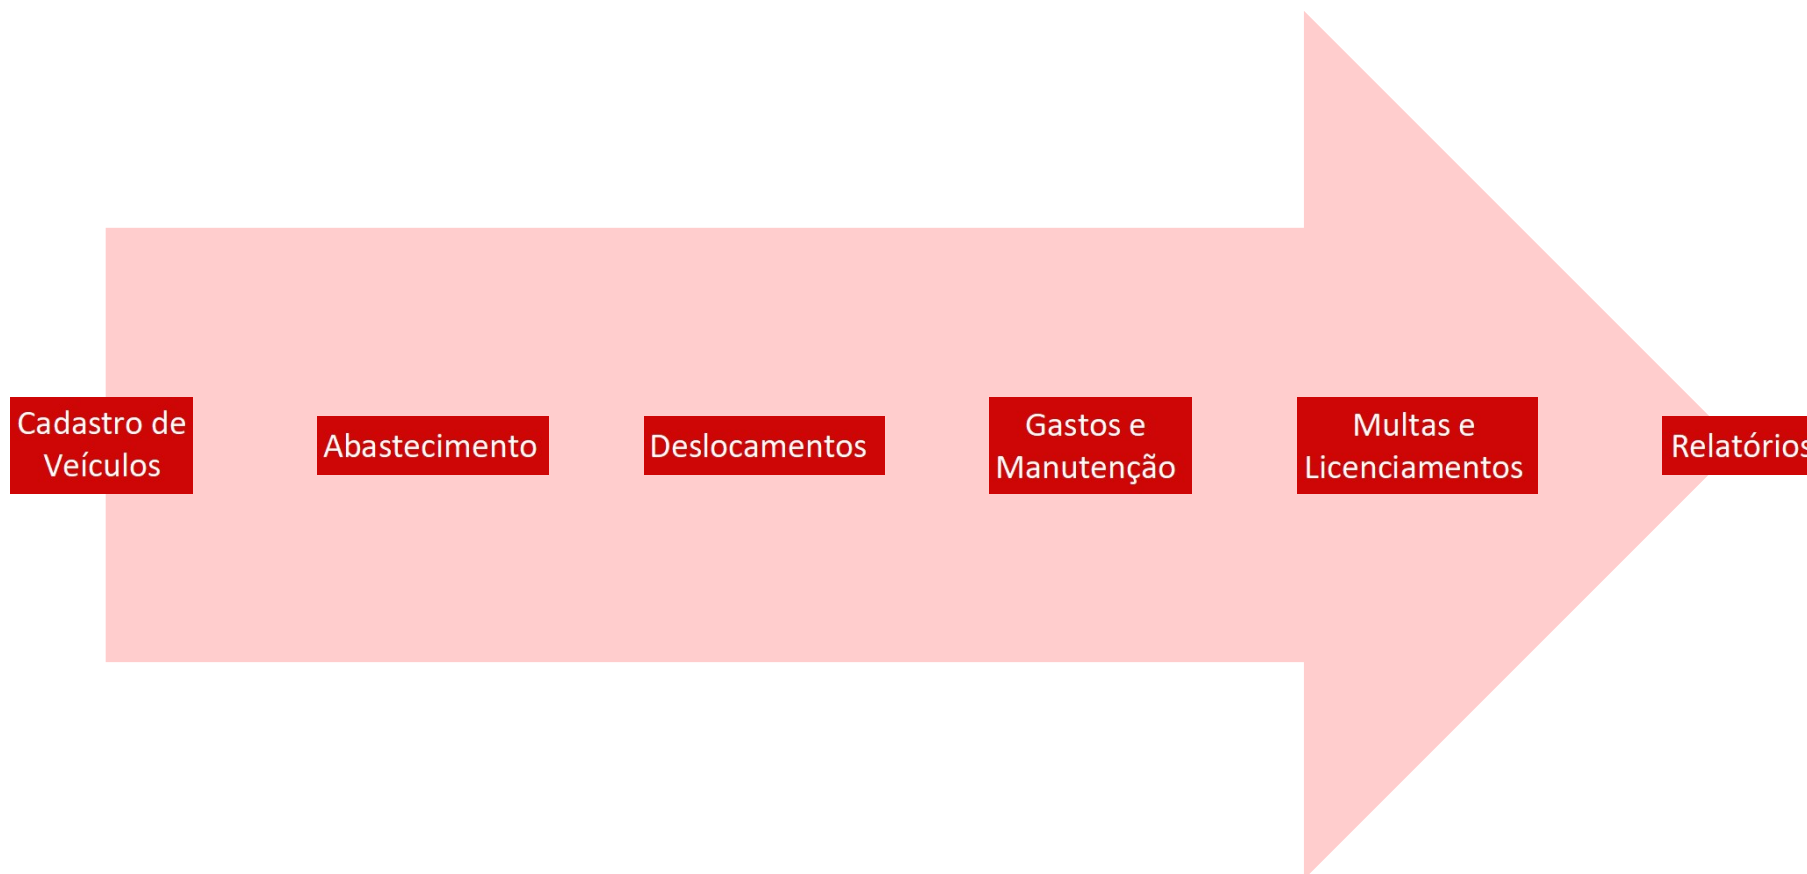 Cadastro de
Veículos
Abastecimento
Deslocamentos
Gastos e
Manutenção
Multas e
Licenciamentos
Relatórios